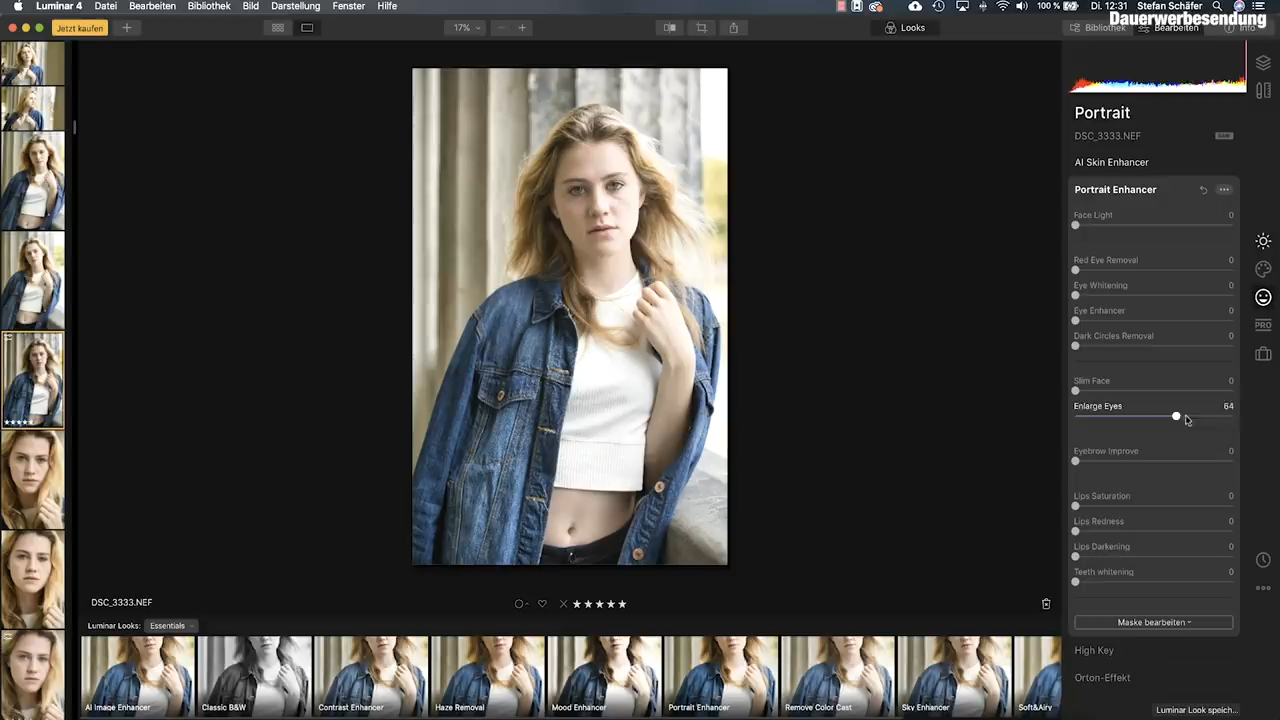 Luminar 4 Datei Bearbeiten Bibliothek Bild Darstellung Fenster Hilfe
100 % Di. 12:31 Stefan Schäfer
Dauerwerbesendung
Jetzt kaufen
17%
Looks
Bibliothek
Bearbeiten
Info
Portrait
DSC_3333.NEF
RAW
AI Skin Enhancer
Portrait Enhancer
Face Light 0
Red Eye Removal 0
Eye Whitening 0
Eye Enhancer 0
Dark Circles Removal 0
Slim Face 0
Enlarge Eyes 64
Eyebrow Improve 0
PRO
Lips Saturation 0
Lips Redness 0
Lips Darkening 0
Teeth whitening 0
Maske bearbeiten
High Key
Orton-Effekt
Luminar Look speich...
DSC_3333.NEF
Luminar Looks: Essentials
AI Image Enhancer
Classic B&W
Contrast Enhancer
Haze Removal
Mood Enhancer
Portrait Enhancer
Remove Color Cast
Sky Enhancer
Soft&Airy